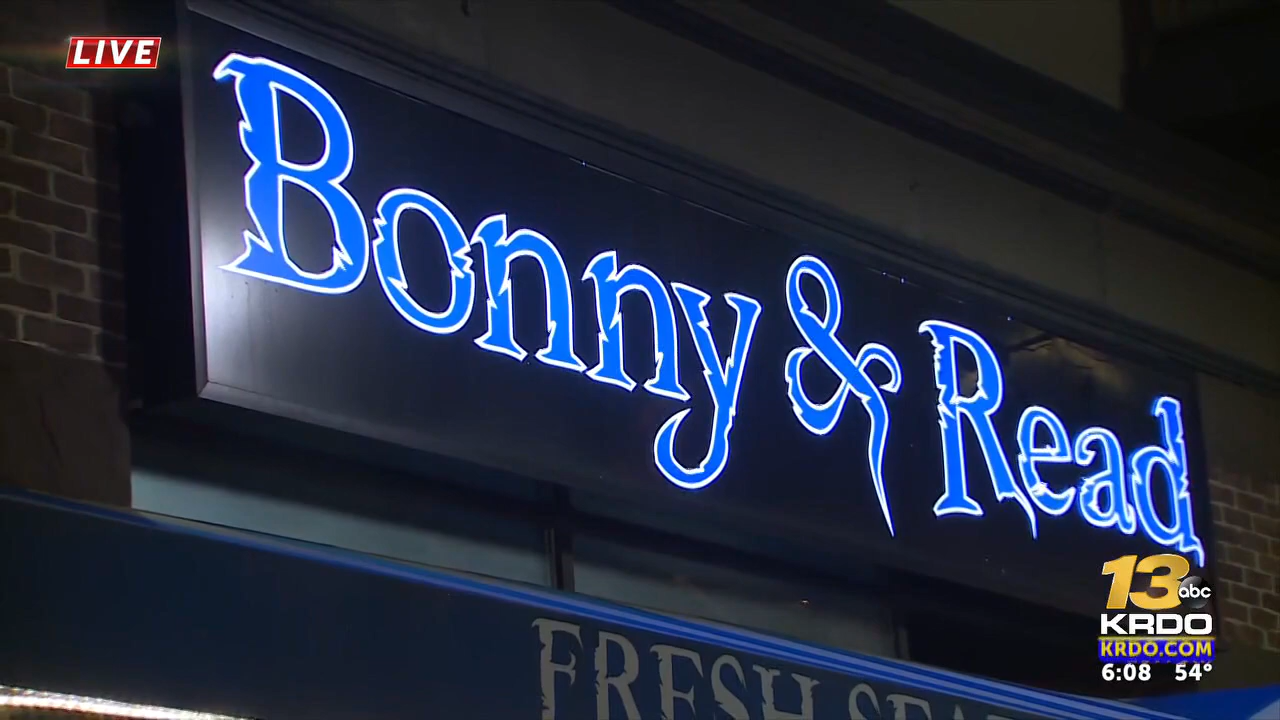 LIVE
Bonny & Read
FRESH
13 abc
KRDO
KRDO.COM
6:08 54°